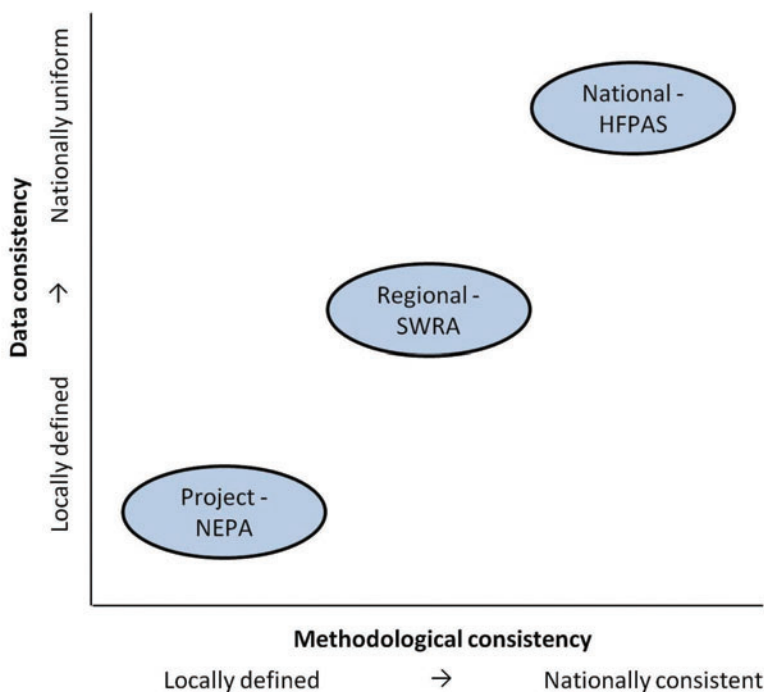 Data consistency
Locally defined → Nationally uniform
National -
HFPAS
Regional -
SWRA
Project -
NEPA
Methodological consistency
Locally defined → Nationally consistent